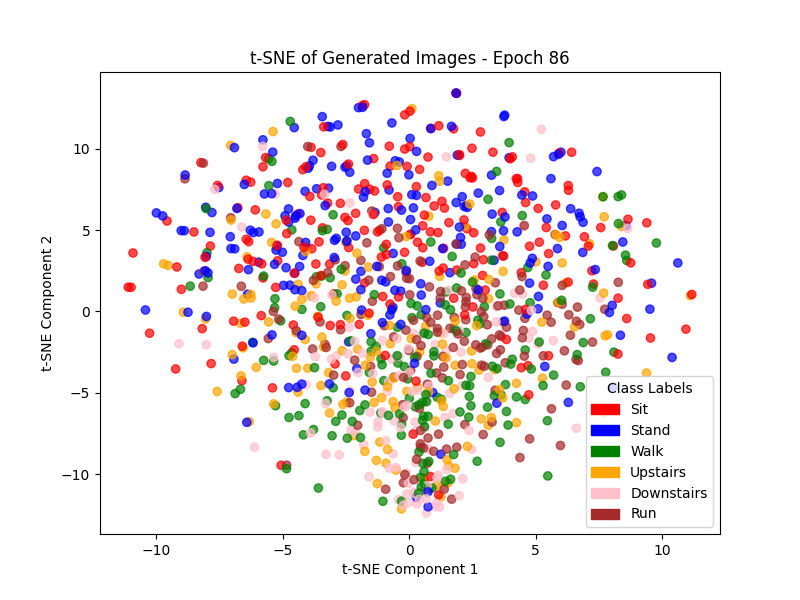 t-SNE of Generated Images - Epoch 86
t-SNE Component 2
10
5
0
−5
−10
−10
−5
0
5
10
t-SNE Component 1
Class Labels
Sit
Stand
Walk
Upstairs
Downstairs
Run